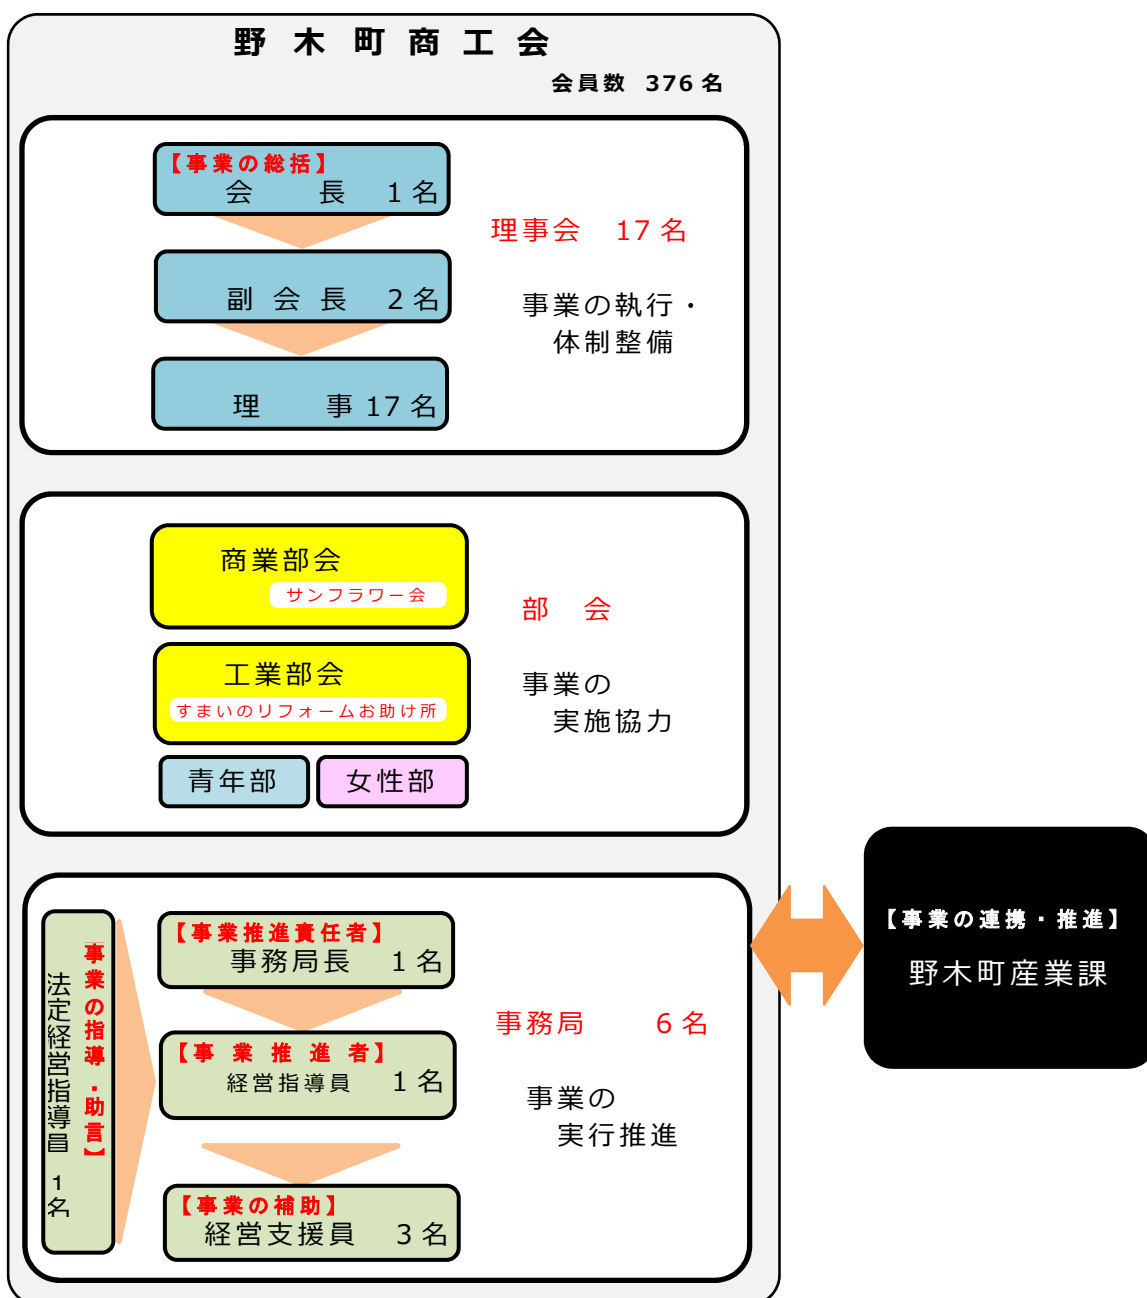 野木町商工会
会員数 376名
【事業の総括】
会　　長　1名
理事会　17名
副会長　2名
事業の執行・
体制整備
理　　事 17名
商業部会
サンフラワー会
部　会
工業部会
すまいのリフォームお助け所
事業の
実施協力
青年部
女性部
【事業の連携・推進】
野木町産業課
【事業の指導・助言】
法定経営指導員 1名
【事業推進責任者】
事務局長　1名
事務局　　6名
【事業推進者】
経営指導員　1名
事業の
実行推進
【事業の補助】
経営支援員　3名